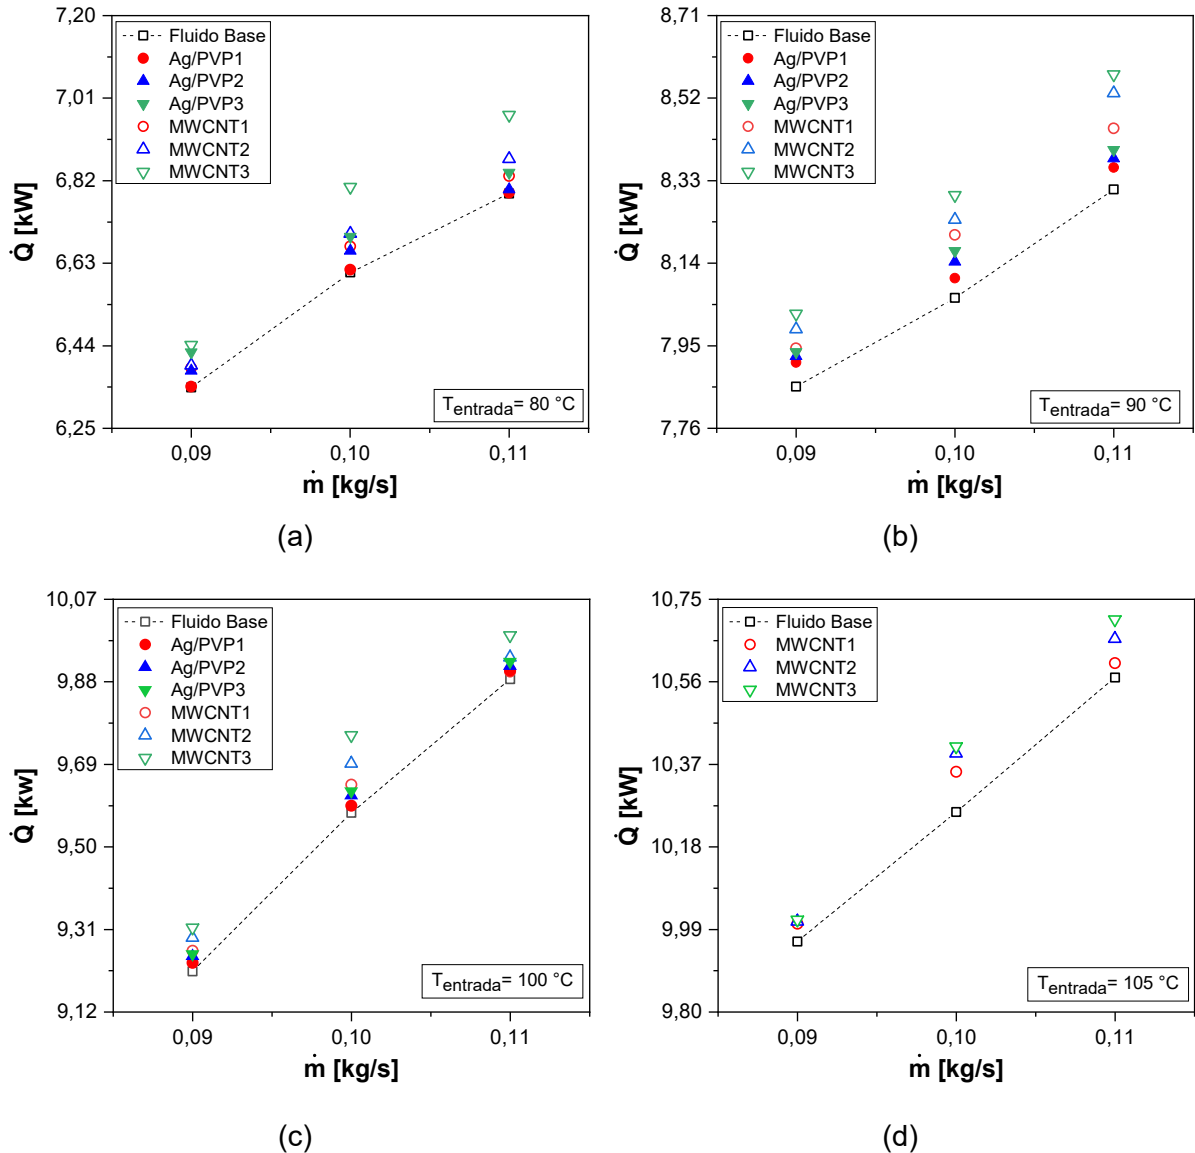 7,20
7,01
6,82
6,63
6,44
6,25
Q̇ [kW]
Fluido Base
Ag/PVP1
Ag/PVP2
Ag/PVP3
MWCNT1
MWCNT2
MWCNT3
Tentrada= 80 °C
0,09 0,10 0,11
ṁ [kg/s]
(a)
8,71
8,52
8,33
8,14
7,95
7,76
Q̇ [kW]
Fluido Base
Ag/PVP1
Ag/PVP2
Ag/PVP3
MWCNT1
MWCNT2
MWCNT3
Tentrada= 90 °C
0,09 0,10 0,11
ṁ [kg/s]
(b)
10,07
9,88
9,69
9,50
9,31
9,12
Q̇ [kw]
Fluido Base
Ag/PVP1
Ag/PVP2
Ag/PVP3
MWCNT1
MWCNT2
MWCNT3
Tentrada= 100 °C
0,09 0,10 0,11
ṁ [kg/s]
(c)
10,75
10,56
10,37
10,18
9,99
9,80
Q̇ [kW]
Fluido Base
MWCNT1
MWCNT2
MWCNT3
Tentrada= 105 °C
0,09 0,10 0,11
ṁ [kg/s]
(d)